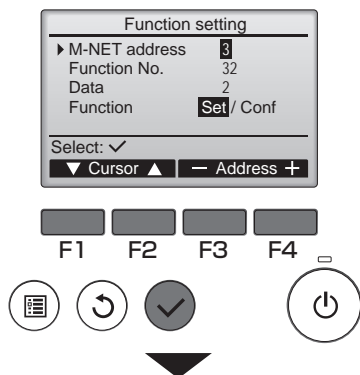 Function setting
M-NET address 3
Function No. 32
Data 2
Function Set / Conf
Select: ✓
▼ Cursor ▲ − Address +
F1 F2 F3 F4